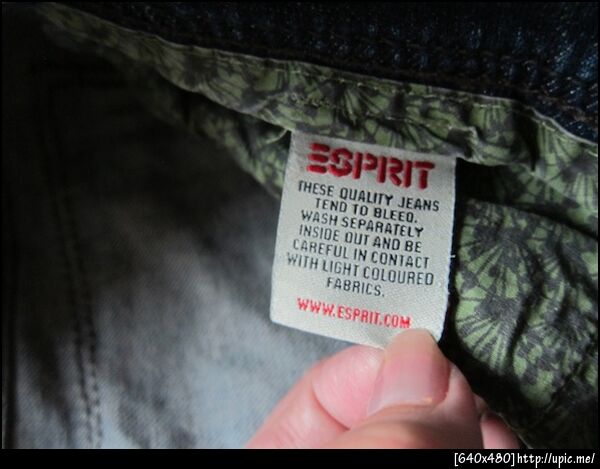 ESPRIT
THESE QUALITY JEANS
TEND TO BLEED.
WASH SEPARATELY
INSIDE OUT AND BE
CAREFUL IN CONTACT
WITH LIGHT COLOURED
FABRICS.
WWW.ESPRIT.COM
[640x480]http://upic.me/